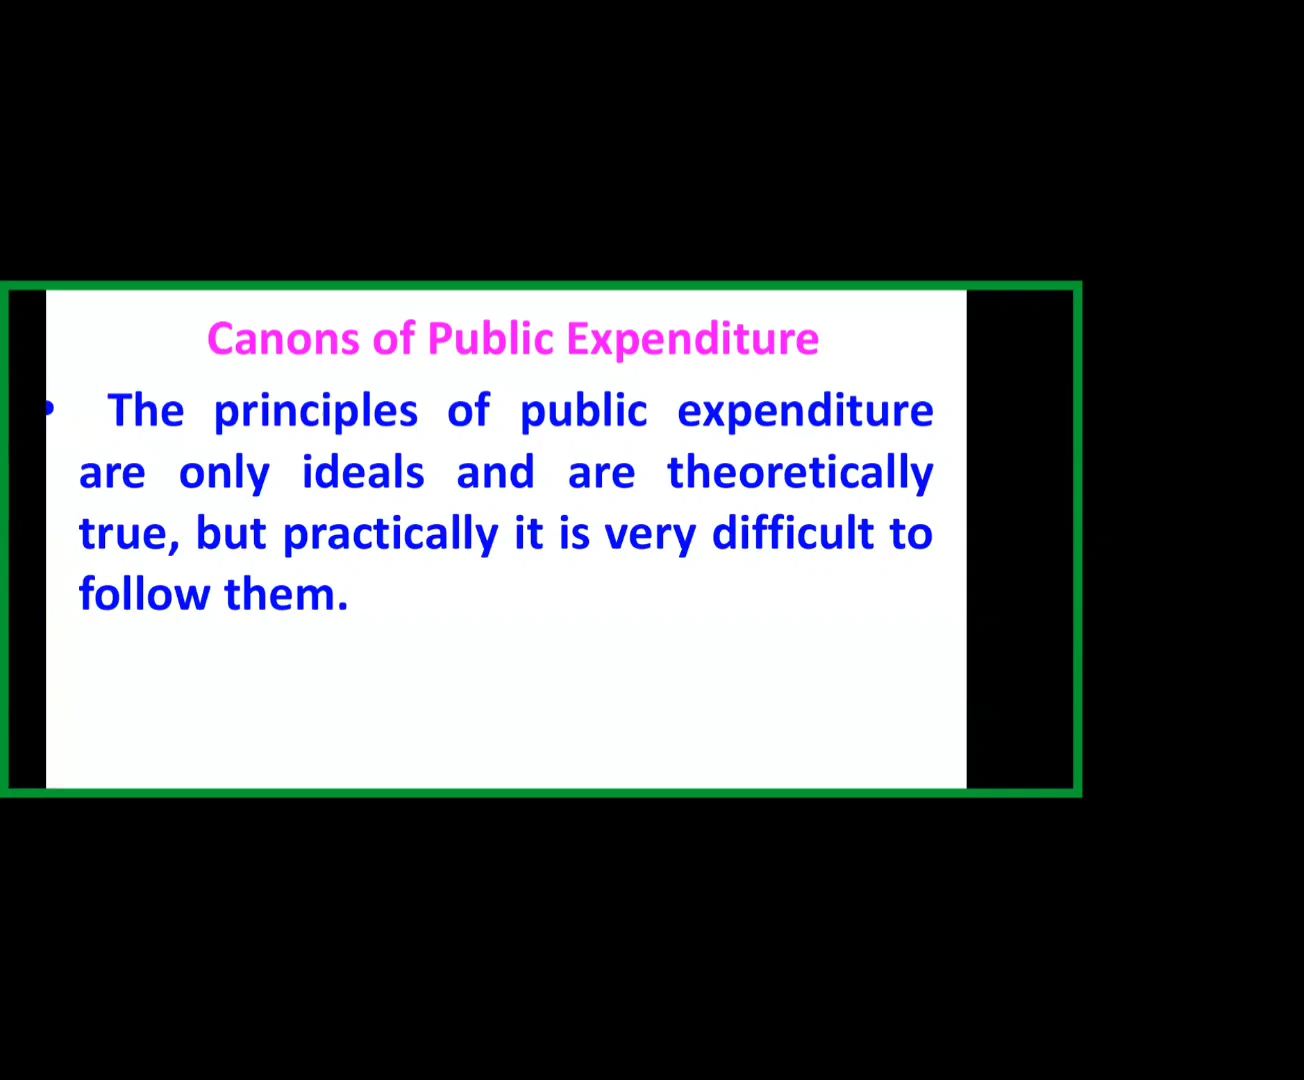 Canons of Public Expenditure
• The principles of public expenditure
are only ideals and are theoretically
true, but practically it is very difficult to
follow them.